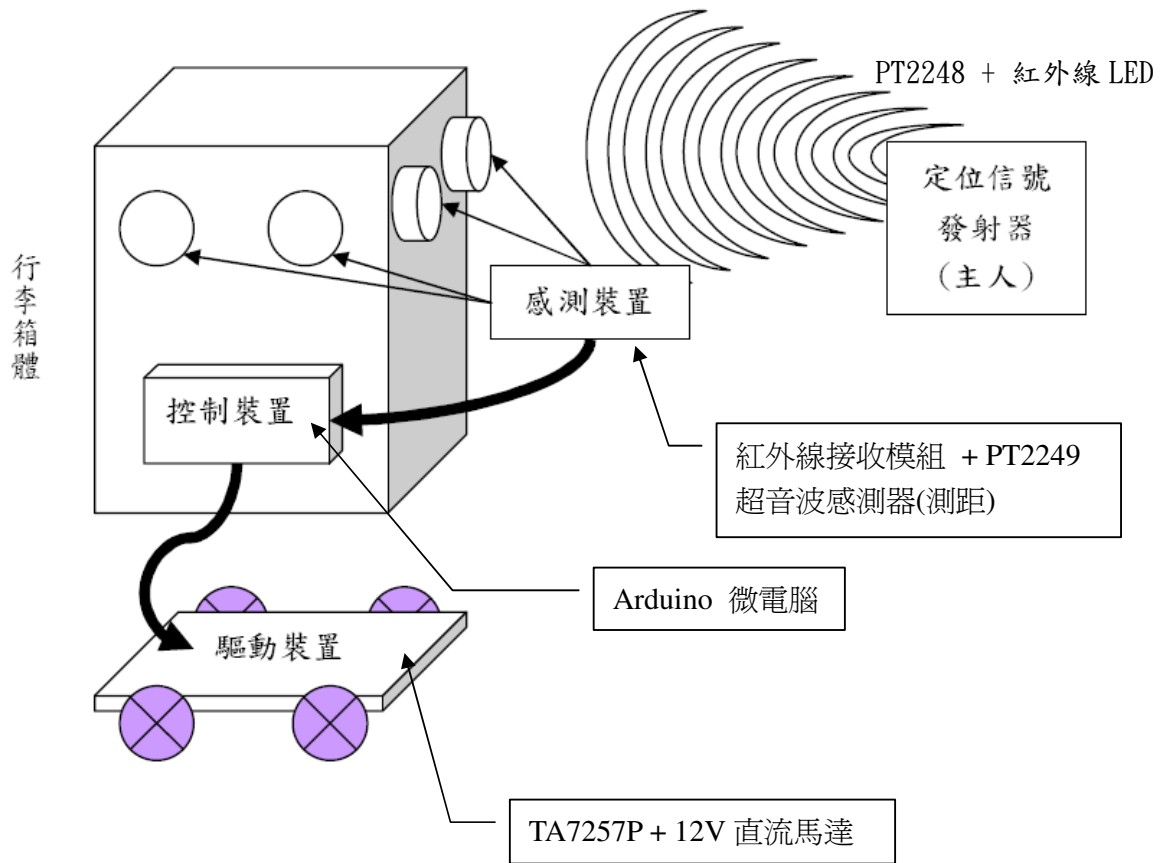 PT2248 + 紅外線 LED
定位信號
發射器
(主人)
行李箱體
感測裝置
控制裝置
紅外線接收模組 + PT2249
超音波感測器(測距)
Arduino 微電腦
驅動裝置
TA7257P + 12V 直流馬達